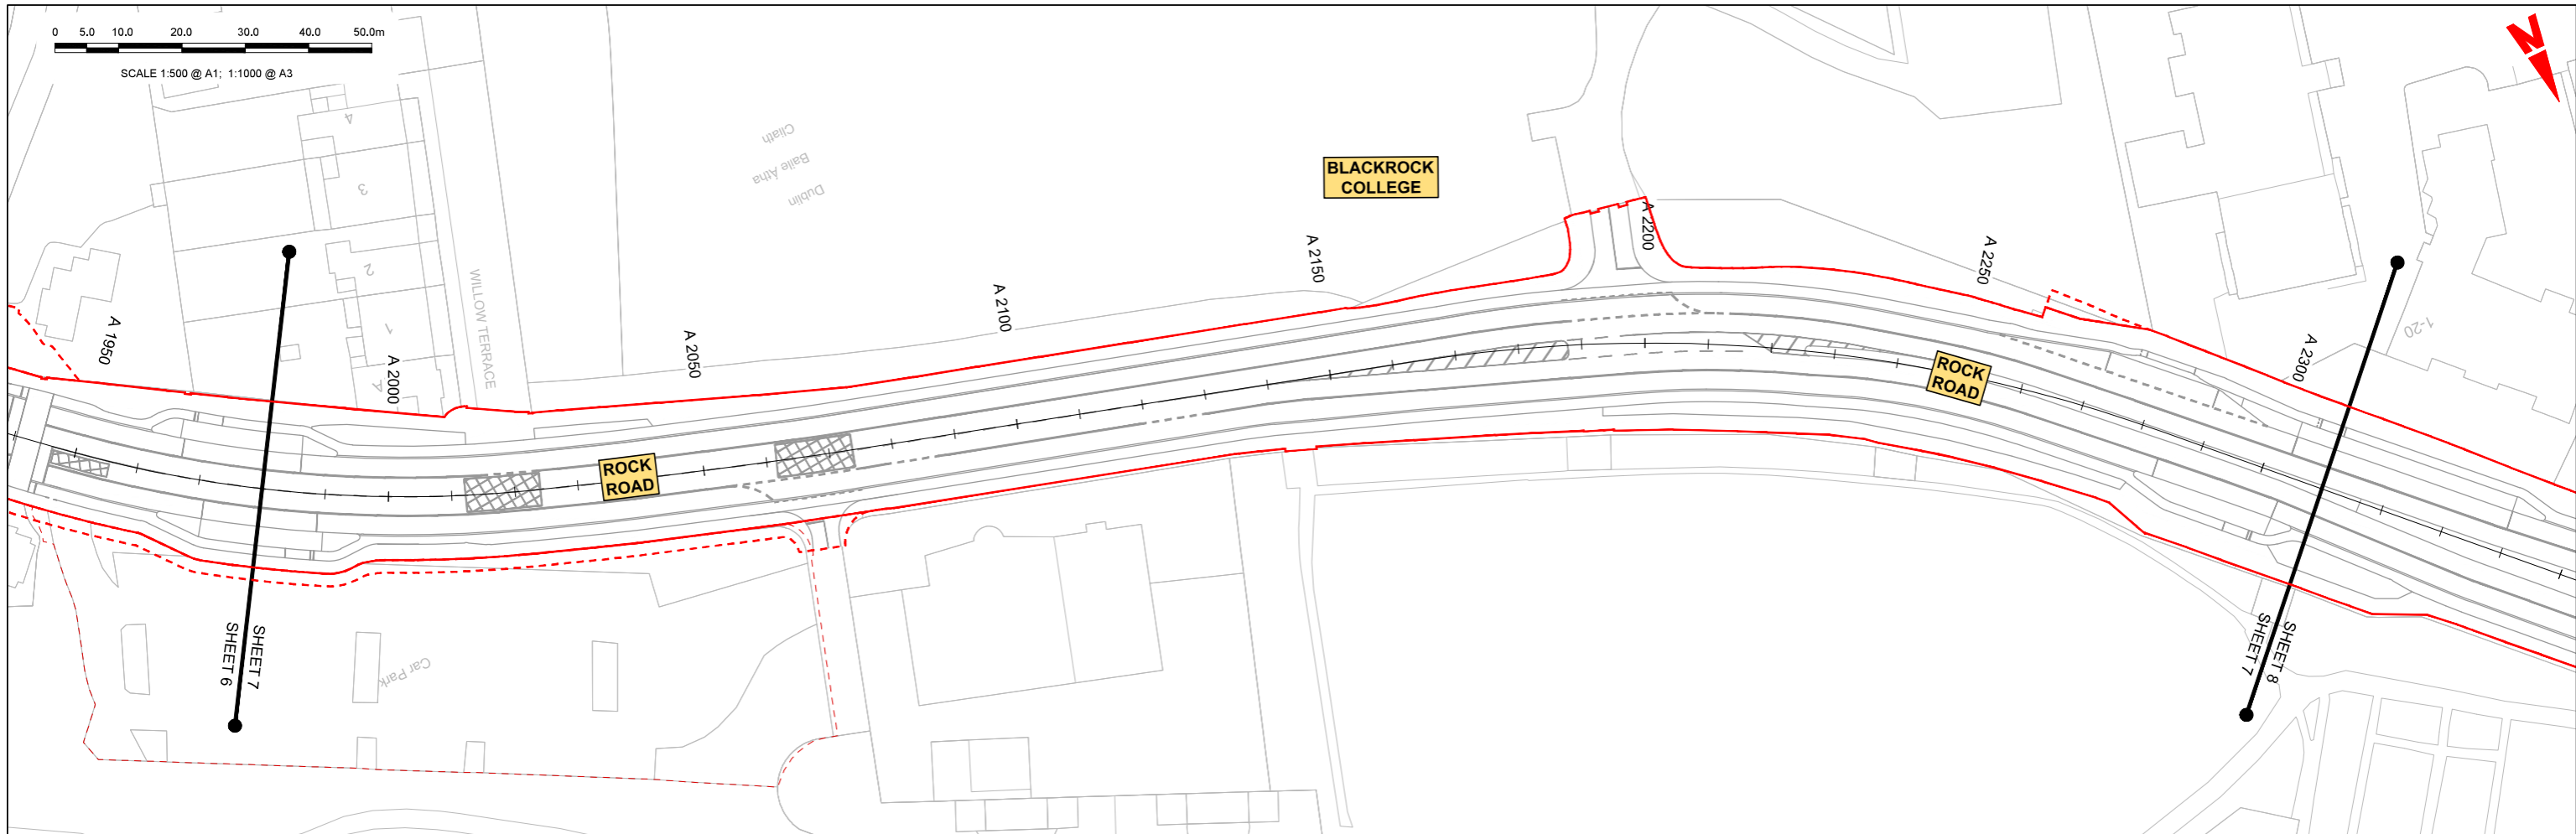 0 5.0 10.0 20.0 30.0 40.0 50.0m
SCALE 1:500 @ A1; 1:1000 @ A3
N
4
3
2
1
WILLOW TERRACE
Dublin
Baile Átha
Cliath
BLACKROCK
COLLEGE
A 1950
A 2000
A 2050
A 2100
A 2150
A 2200
A 2250
A 2300
1-20
ROCK
ROAD
ROCK
ROAD
SHEET 6
SHEET 7
Car Park
SHEET 7
SHEET 8